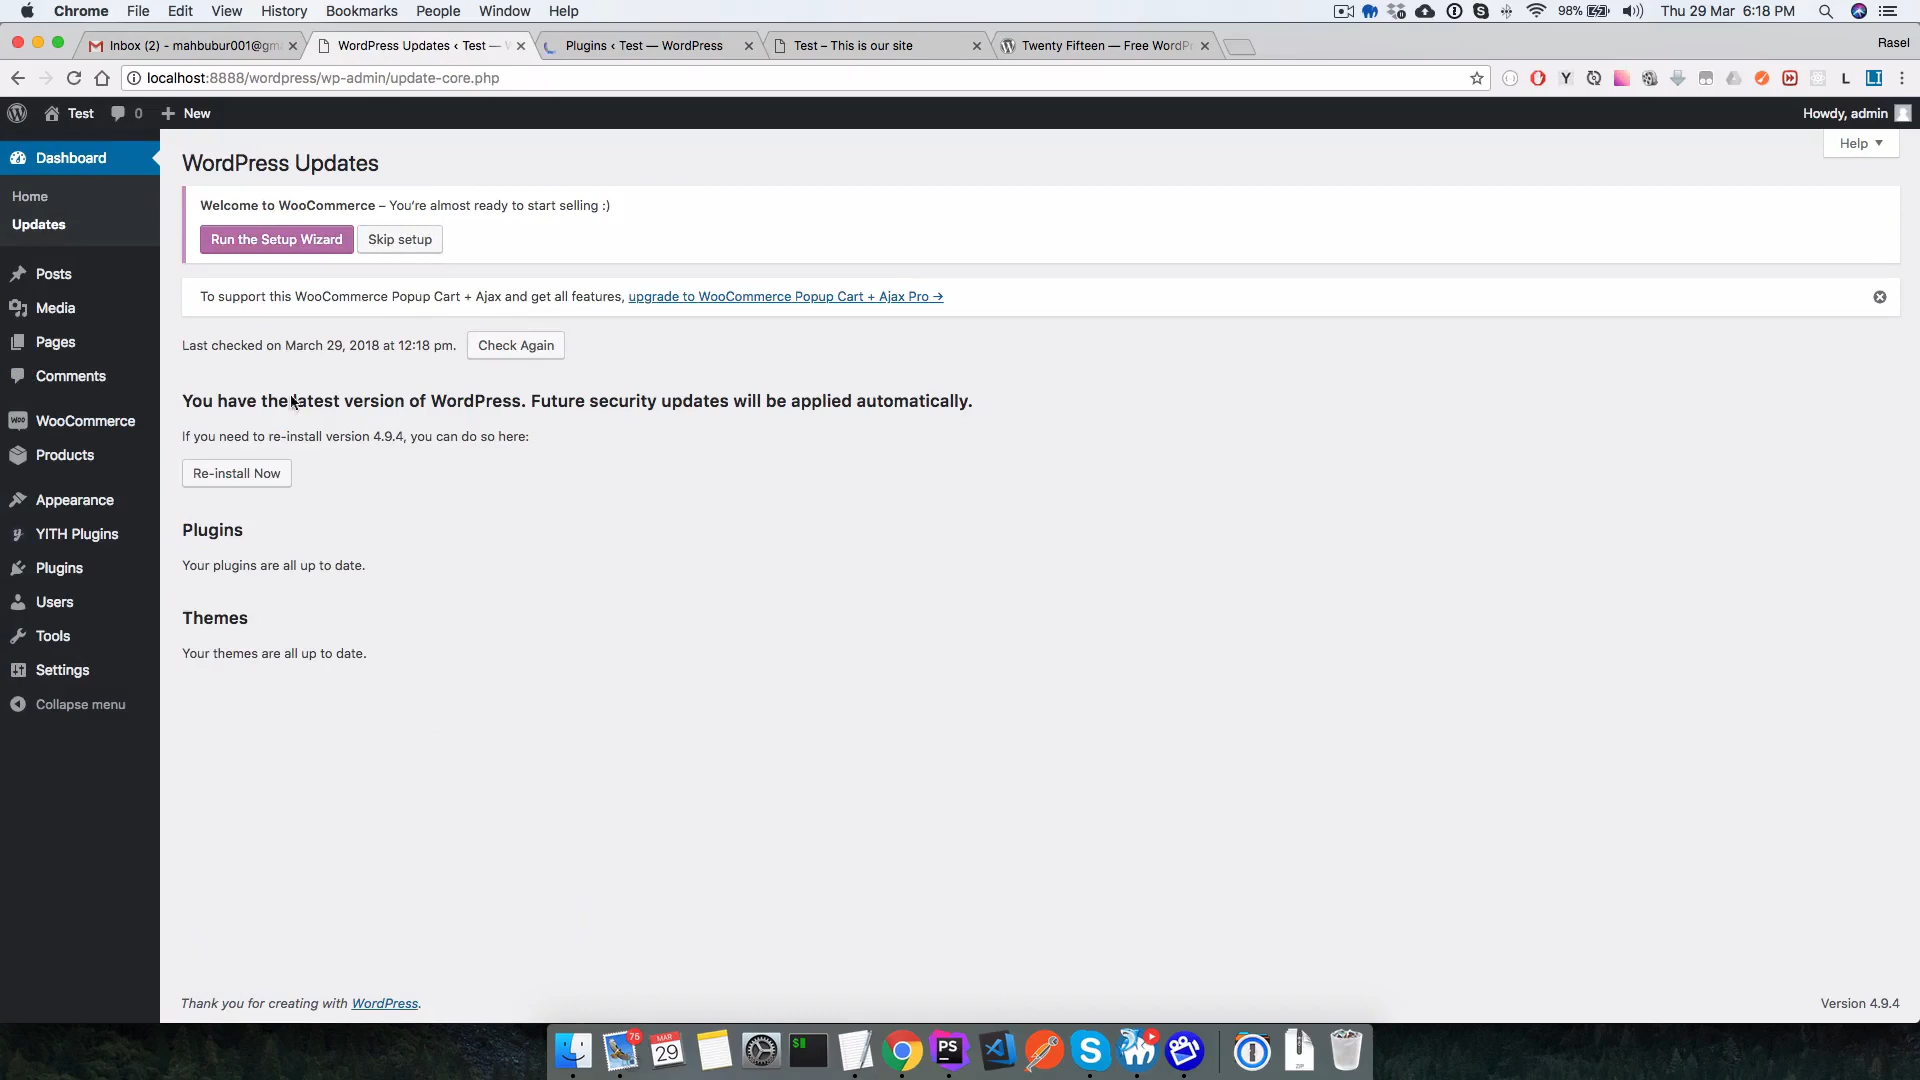 Chrome File Edit View History Bookmarks People Window Help 98% Thu 29 Mar 6:18 PM
Inbox (2) - mahbubur001@gm WordPress Updates ‹ Test — W Plugins ‹ Test — WordPress Test – This is our site Twenty Fifteen — Free WordPr Rasel
localhost:8888/wordpress/wp-admin/update-core.php
Test 0 New Howdy, admin
Help ▼
Dashboard
Home
Updates
Posts
Media
Pages
Comments
WooCommerce
Products
Appearance
YITH Plugins
Plugins
Users
Tools
Settings
Collapse menu
WordPress Updates
Welcome to WooCommerce – You're almost ready to start selling :)
Run the Setup Wizard Skip setup
To support this WooCommerce Popup Cart + Ajax and get all features, upgrade to WooCommerce Popup Cart + Ajax Pro →
Last checked on March 29, 2018 at 12:18 pm. Check Again
You have the latest version of WordPress. Future security updates will be applied automatically.
If you need to re-install version 4.9.4, you can do so here:
Re-install Now
Plugins
Your plugins are all up to date.
Themes
Your themes are all up to date.
Thank you for creating with WordPress. Version 4.9.4
75 MAR 29 $ PS S ZIP